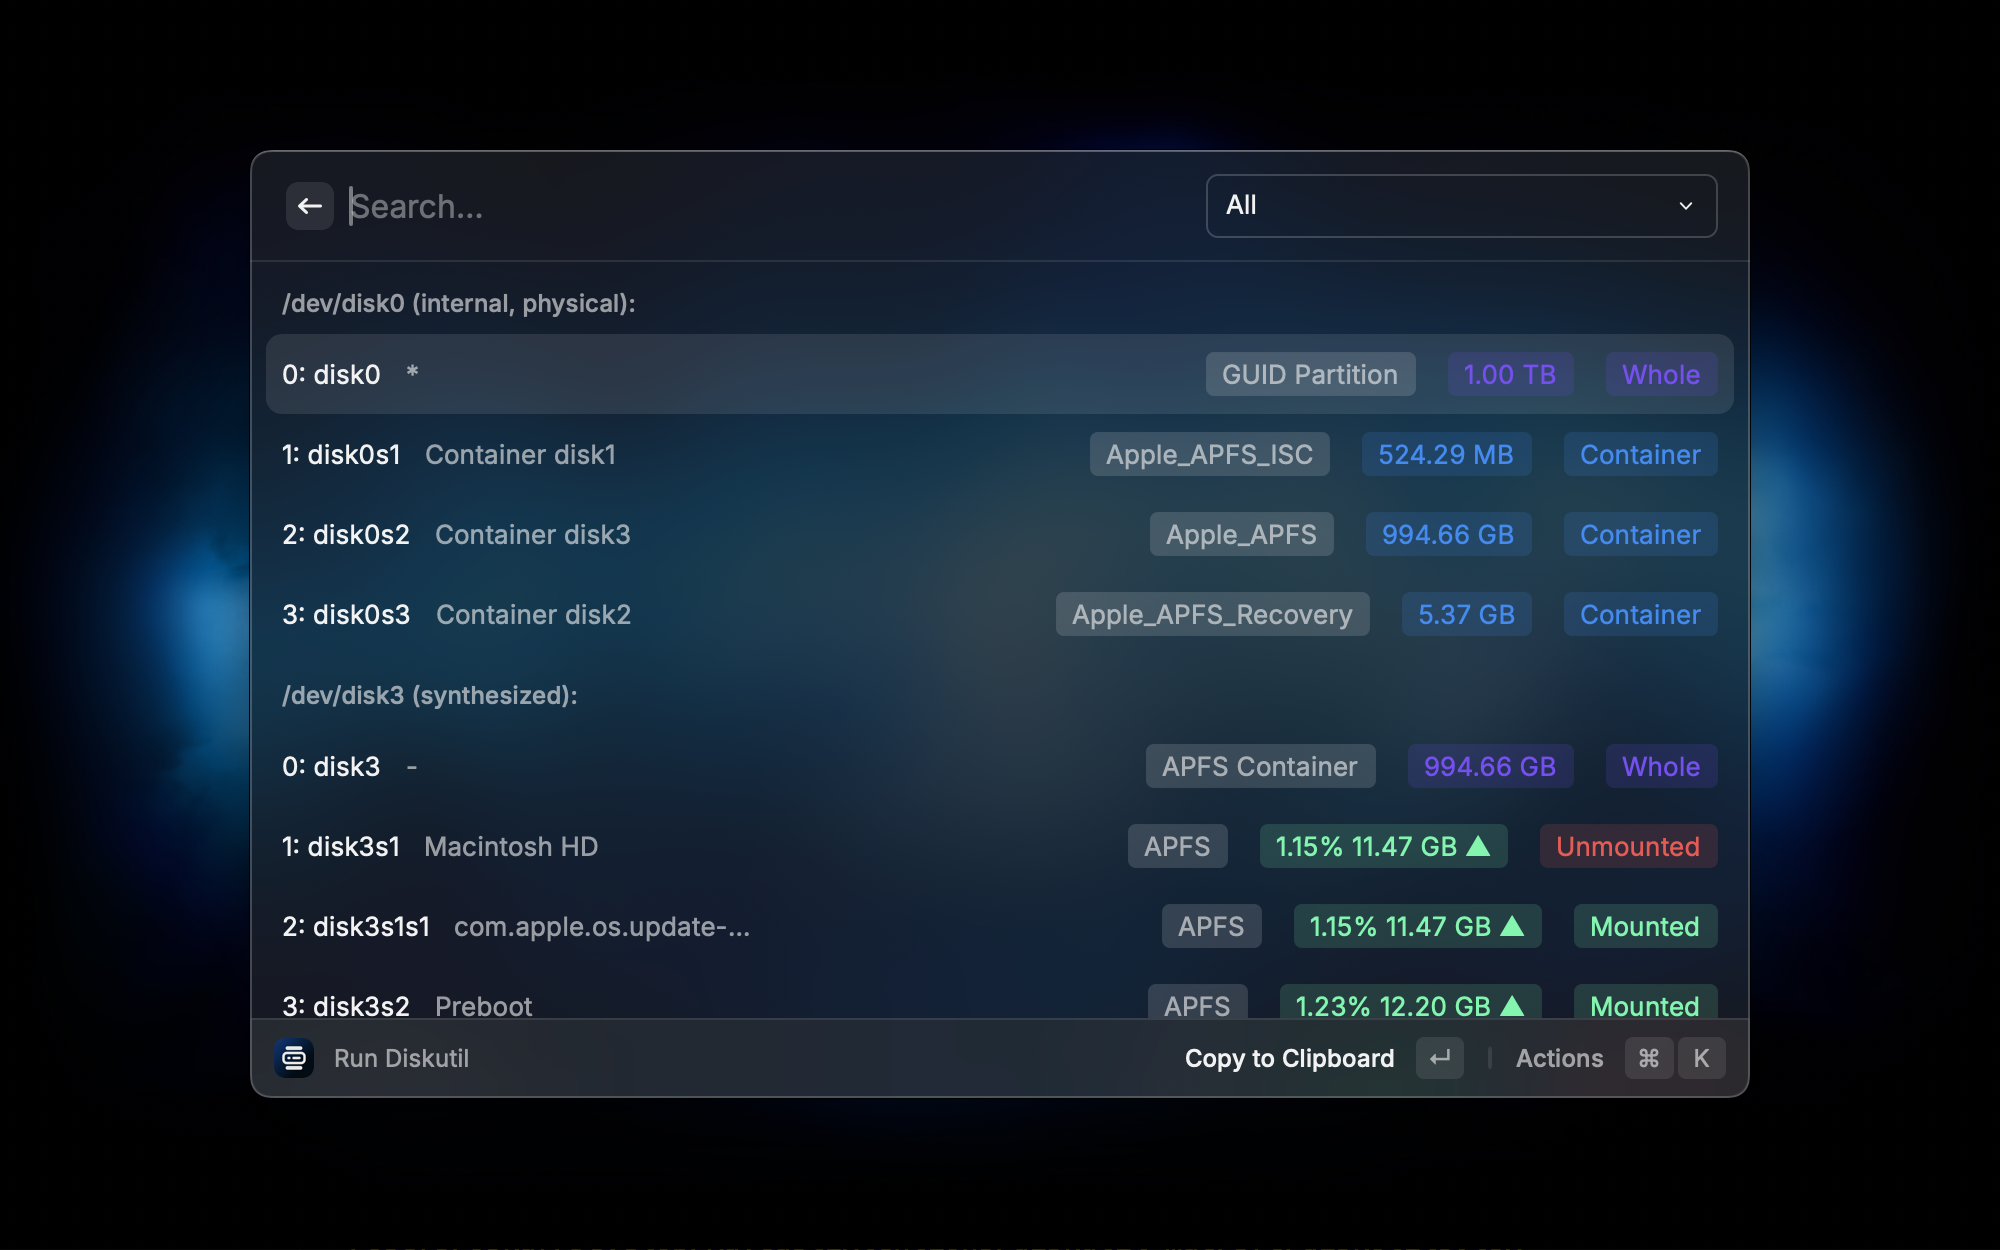 Search...
All
/dev/disk0 (internal, physical):
0: disk0 * GUID Partition 1.00 TB Whole
1: disk0s1 Container disk1 Apple_APFS_ISC 524.29 MB Container
2: disk0s2 Container disk3 Apple_APFS 994.66 GB Container
3: disk0s3 Container disk2 Apple_APFS_Recovery 5.37 GB Container
/dev/disk3 (synthesized):
0: disk3 - APFS Container 994.66 GB Whole
1: disk3s1 Macintosh HD APFS 1.15% 11.47 GB ▲ Unmounted
2: disk3s1s1 com.apple.os.update-... APFS 1.15% 11.47 GB ▲ Mounted
3: disk3s2 Preboot APFS 1.23% 12.20 GB ▲ Mounted
Run Diskutil Copy to Clipboard ↵ Actions ⌘ K